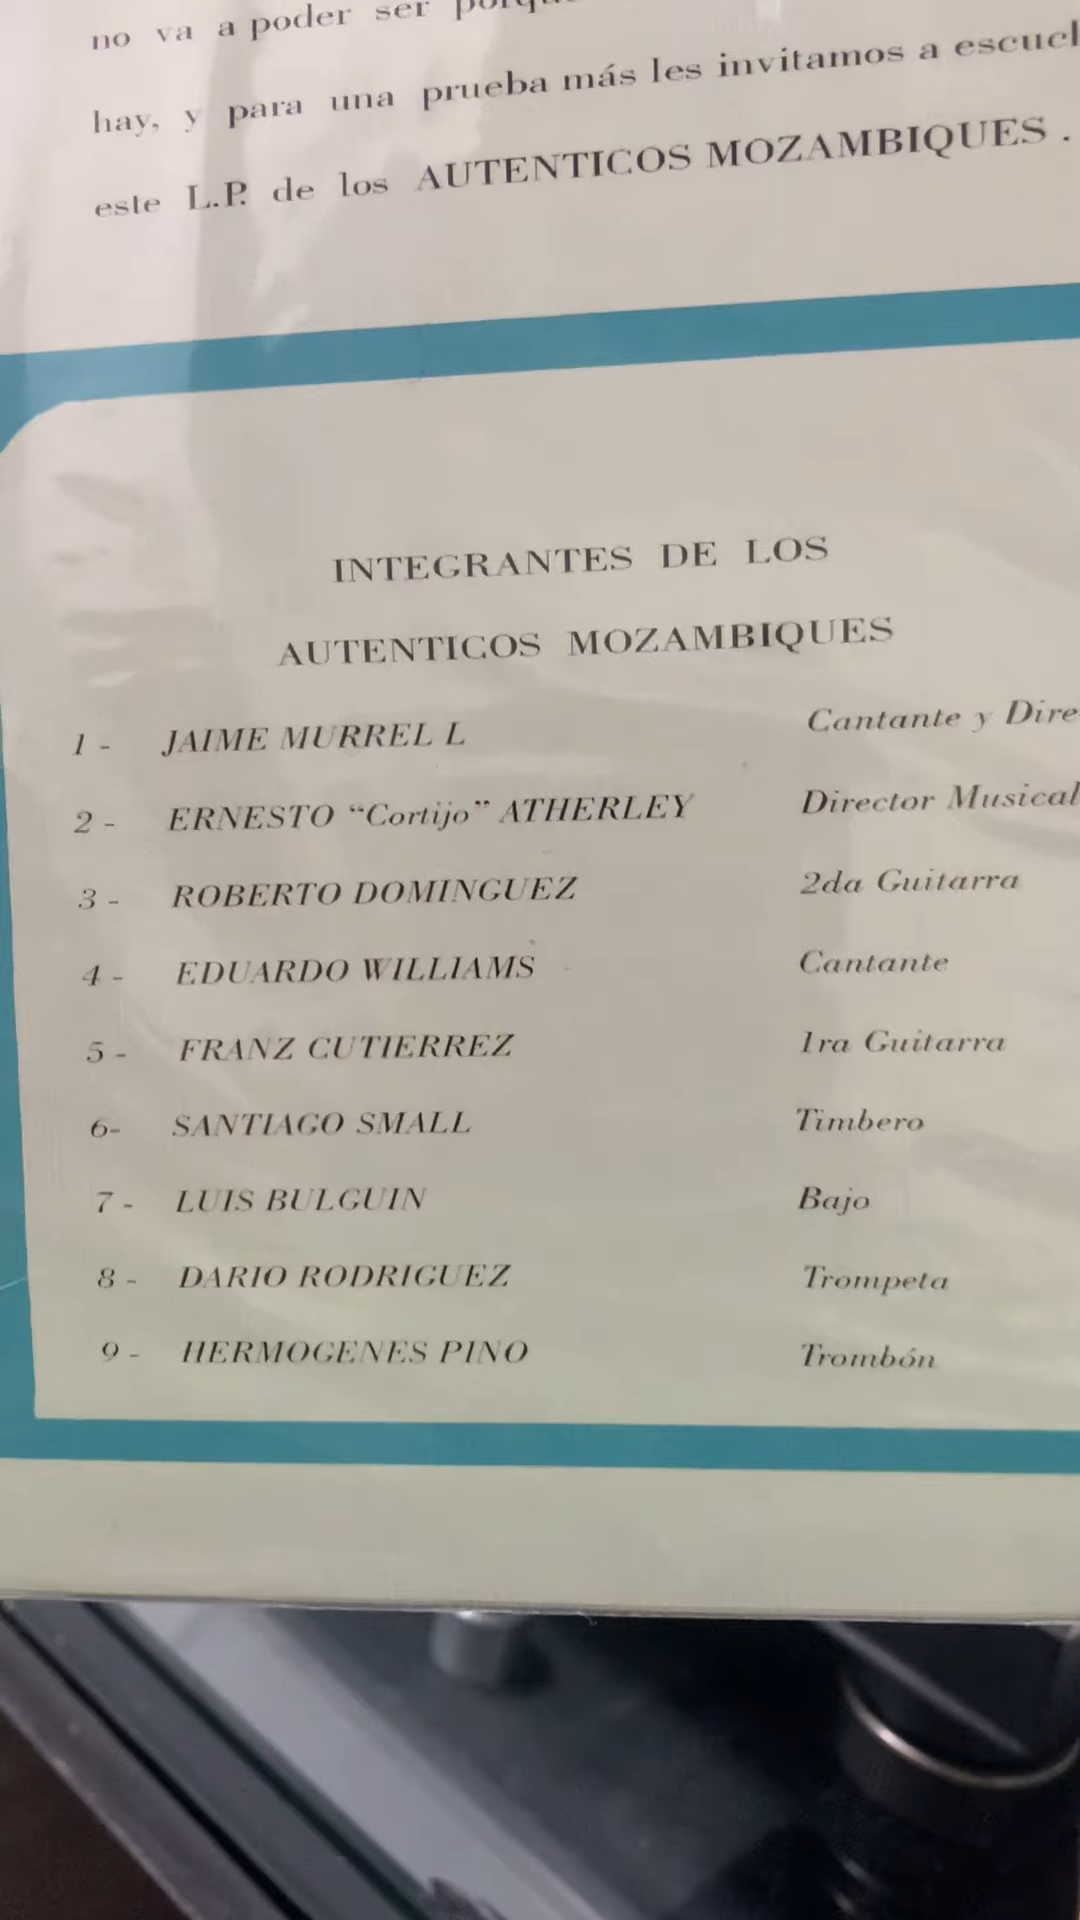 no va a poder ser
hay, y para una prueba más les invitamos a escucl
este L.P. de los AUTENTICOS MOZAMBIQUES .
INTEGRANTES DE LOS
AUTENTICOS MOZAMBIQUES
1 - JAIME MURREL L Cantante y Dire
2 - ERNESTO “Cortijo” ATHERLEY Director Musical
3 - ROBERTO DOMINGUEZ 2da Guitarra
4 - EDUARDO WILLIAMS Cantante
5 - FRANZ CUTIERREZ 1ra Guitarra
6- SANTIAGO SMALL Timbero
7 - LUIS BULGUIN Bajo
8 - DARIO RODRIGUEZ Trompeta
9 - HERMOGENES PINO Trombón